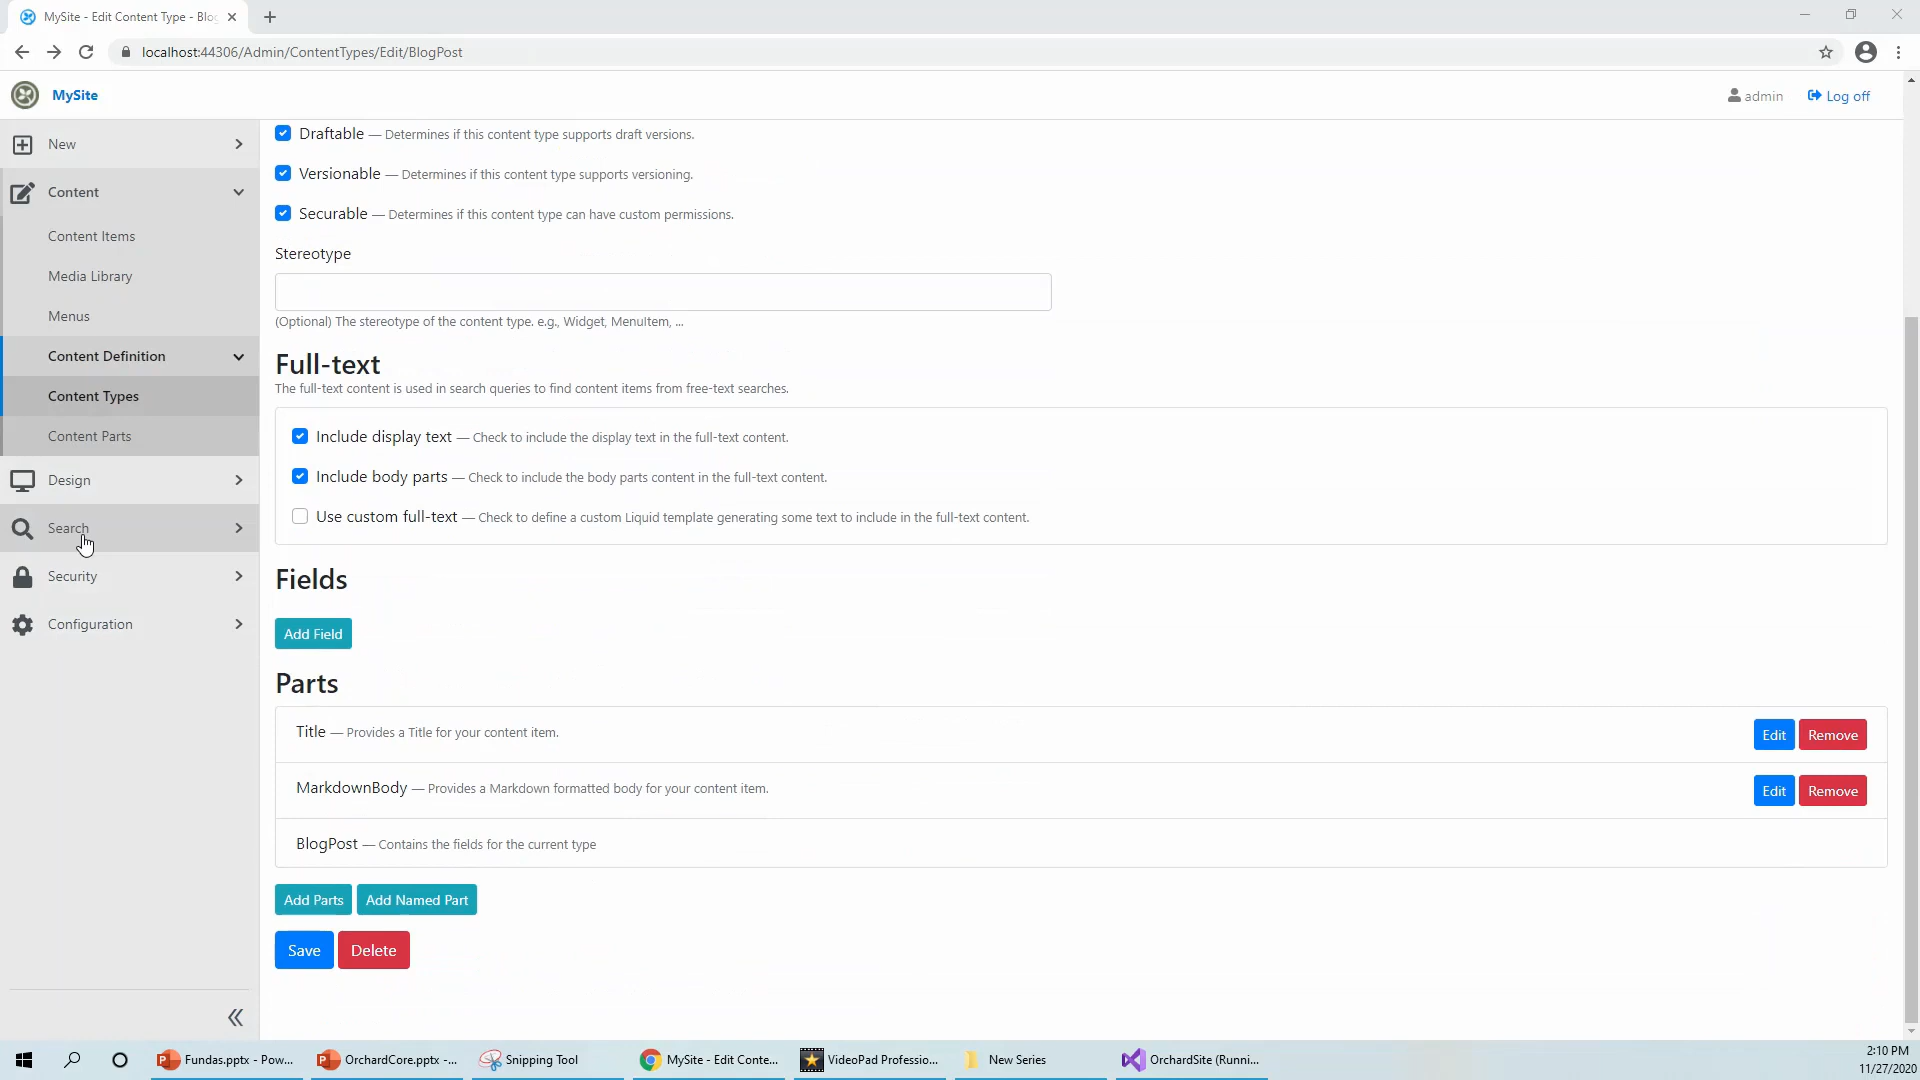 MySite - Edit Content Type - Bloc
localhost:44306/Admin/ContentTypes/Edit/BlogPost
MySite
admin
Log off
New
Content
Content Items
Media Library
Menus
Content Definition
Content Types
Content Parts
Design
Search
Security
Configuration
Draftable — Determines if this content type supports draft versions.
Versionable — Determines if this content type supports versioning.
Securable — Determines if this content type can have custom permissions.
Stereotype
(Optional) The stereotype of the content type. e.g., Widget, MenuItem, ...
Full-text
The full-text content is used in search queries to find content items from free-text searches.
Include display text — Check to include the display text in the full-text content.
Include body parts — Check to include the body parts content in the full-text content.
Use custom full-text — Check to define a custom Liquid template generating some text to include in the full-text content.
Fields
Add Field
Parts
Title — Provides a Title for your content item.
Edit Remove
MarkdownBody — Provides a Markdown formatted body for your content item.
Edit Remove
BlogPost — Contains the fields for the current type
Add Parts Add Named Part
Save Delete
Fundas.pptx - Pow...
OrchardCore.pptx -...
Snipping Tool
MySite - Edit Conte...
VideoPad Professio...
New Series
OrchardSite (Runni...
2:10 PM
11/27/2020